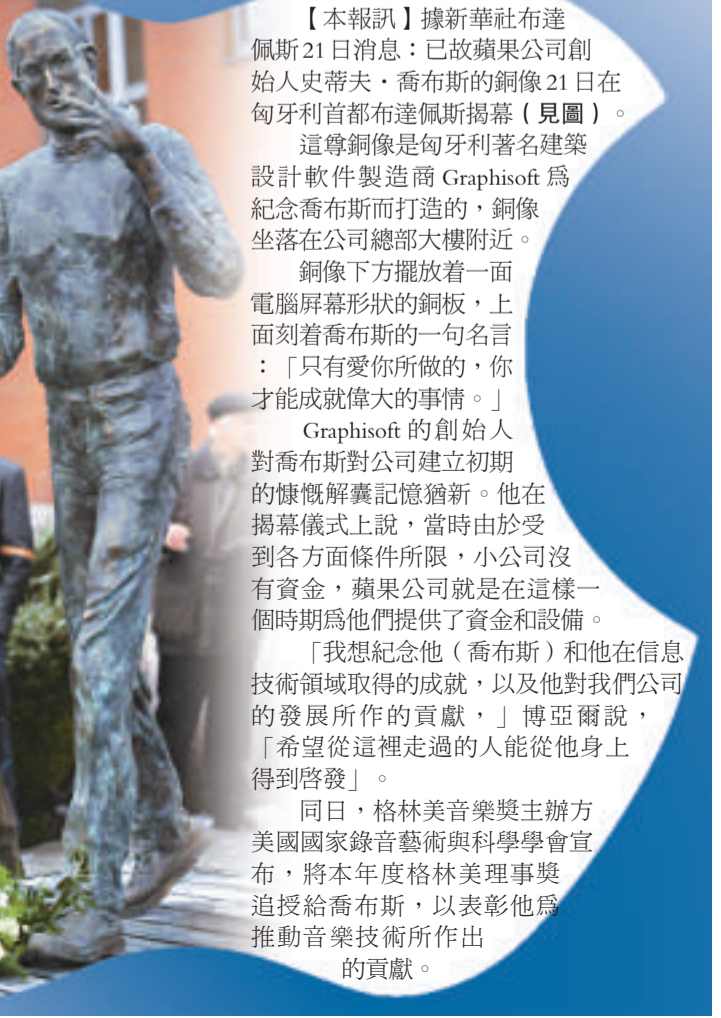 【本報訊】據新華社布達
佩斯21日消息：已故蘋果公司創
始人史蒂夫·喬布斯的銅像21日在
匈牙利首都布達佩斯揭幕（見圖）。
這尊銅像是匈牙利著名建築
設計軟件製造商 Graphisoft 爲
紀念喬布斯而打造的，銅像
坐落在公司總部大樓附近。
銅像下方擺放着一面
電腦屏幕形狀的銅板，上
面刻着喬布斯的一句名言
：「只有愛你所做的，你
才能成就偉大的事情。」
Graphisoft 的創始人
對喬布斯對公司建立初期
的慷慨解囊記憶猶新。他在
揭幕儀式上說，當時由於受
到各方面條件所限，小公司沒
有資金，蘋果公司就是在這樣一
個時期爲他們提供了資金和設備。
「我想紀念他（喬布斯）和他在信息
技術領域取得的成就，以及他對我們公司
的發展所作的貢獻，」博亞爾說，
「希望從這裡走過的人能從他身上
得到啓發」。
同日，格林美音樂獎主辦方
美國國家錄音藝術與科學學會宣
布，將本年度格林美理事獎
追授給喬布斯，以表彰他爲
推動音樂技術所作出
的貢獻。